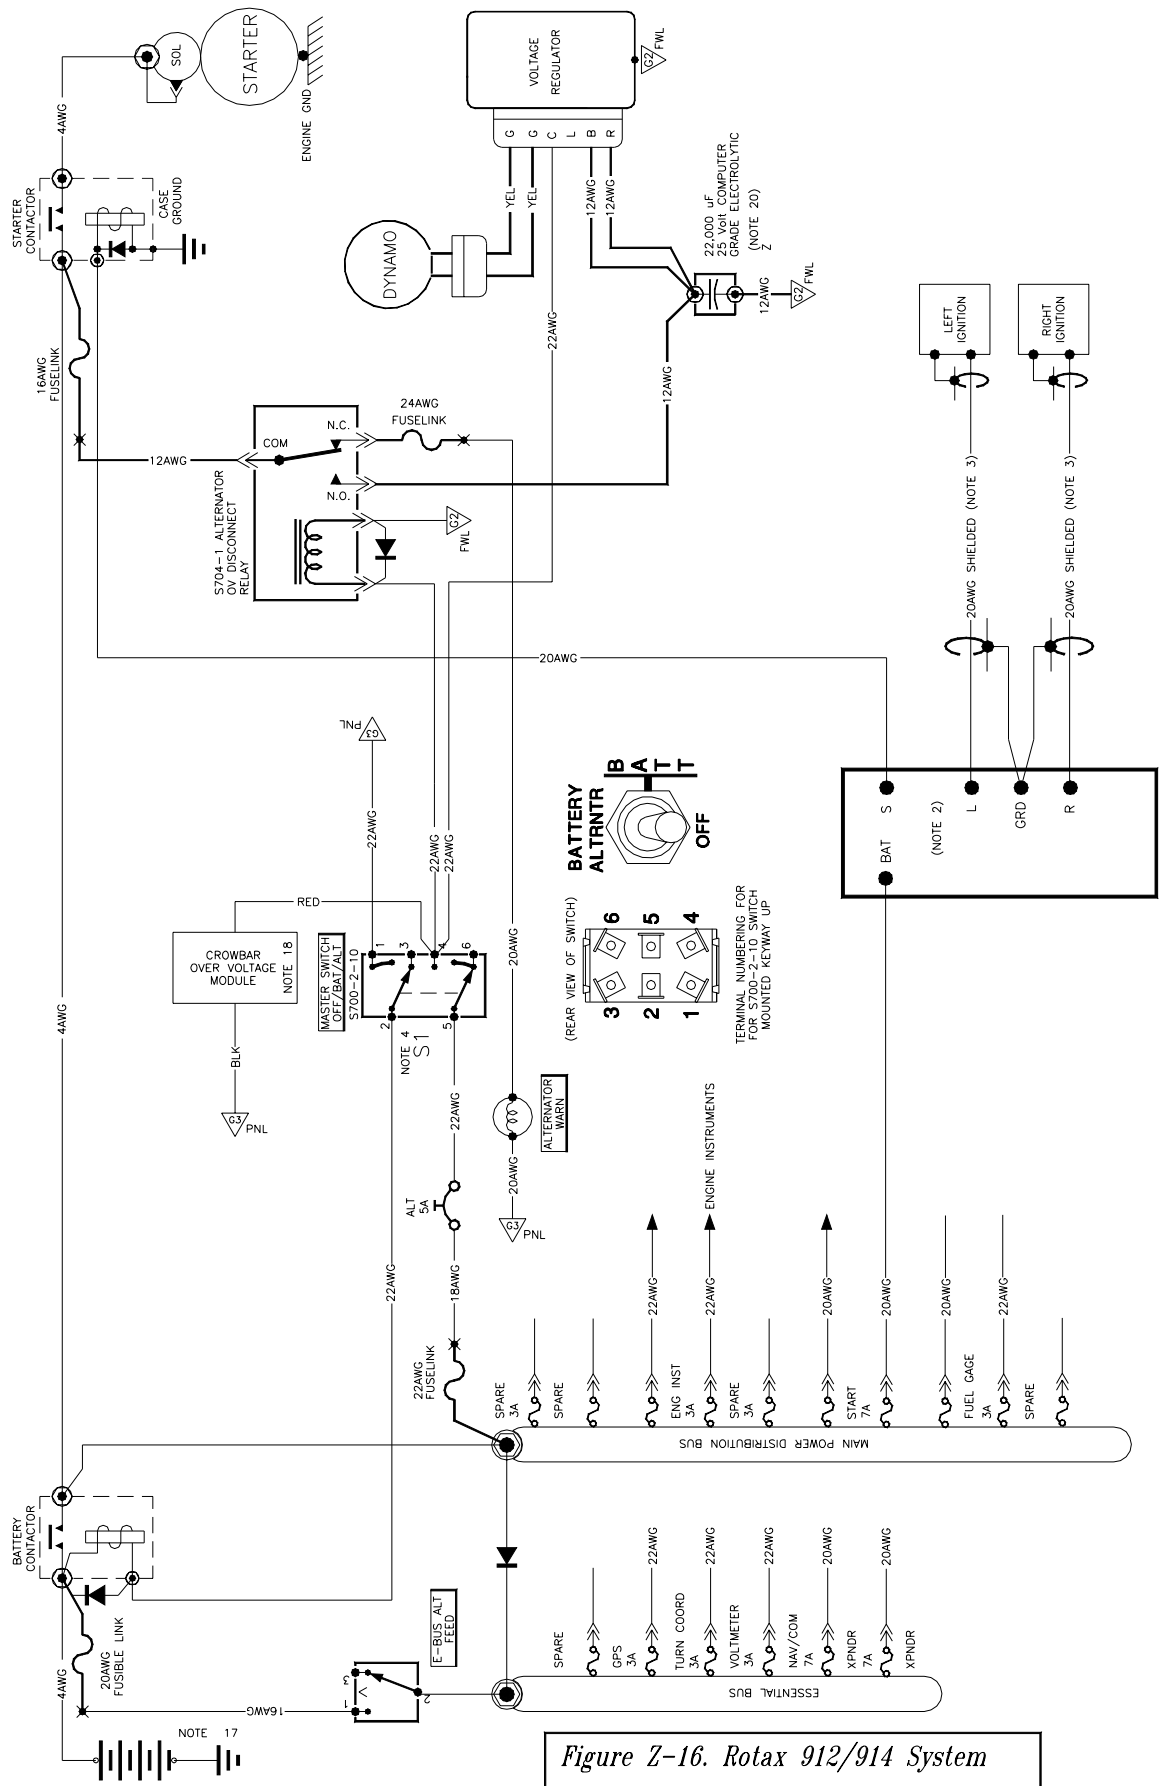 STARTER
SOL
ENGINE GND
4AWG
STARTER
CONTACTOR
CASE
GROUND
16AWG
FUSELINK
VOLTAGE
REGULATOR
G2
FWL
G
G
C
L
B
R
YEL
YEL
12AWG
12AWG
DYNAMO
22,000 uF
25 Volt COMPUTER
GRADE ELECTROLYTIC
(NOTE 20)
Z
12AWG
G2
FWL
22AWG
12AWG
LEFT
IGNITION
RIGHT
IGNITION
24AWG
FUSELINK
N.C.
COM
N.O.
12AWG
S704-1 ALTERNATOR
OV DISCONNECT
RELAY
G2
FWL
20AWG SHIELDED (NOTE 3)
20AWG SHIELDED (NOTE 3)
20AWG
G3
PNL
22AWG
22AWG
22AWG
RED
CROWBAR
OVER VOLTAGE
MODULE
NOTE 18
BLK
G3
PNL
4AWG
MASTER SWITCH
OFF/BAT/ALT
S700-2-10
1
3
4
6
2
5
NOTE 4
S1
BATTERY
ALTRNTR
BATT
OFF
(REAR VIEW OF SWITCH)
6
5
4
3
2
1
TERMINAL NUMBERING FOR
FOR S700-2-10 SWITCH
MOUNTED KEYWAY UP
S
BAT
(NOTE 2)
L
GRD
R
20AWG
22AWG
ALTERNATOR
WARN
20AWG
G3
PNL
ALT
5A
22AWG
18AWG
22AWG
FUSELINK
ENGINE INSTRUMENTS
22AWG
22AWG
20AWG
20AWG
20AWG
22AWG
SPARE
3A
SPARE
ENG INST
3A
SPARE
3A
START
7A
FUEL GAGE
3A
SPARE
MAIN POWER DISTRIBUTION BUS
BATTERY
CONTACTOR
20AWG
FUSIBLE LINK
4AWG
16AWG
NOTE 17
E-BUS ALT
FEED
3
1
2
22AWG
22AWG
22AWG
20AWG
20AWG
SPARE
GPS
3A
TURN COORD
3A
VOLTMETER
3A
NAV/COM
7A
XPNDR
7A
XPNDR
ESSENTIAL BUS
Figure Z-16. Rotax 912/914 System